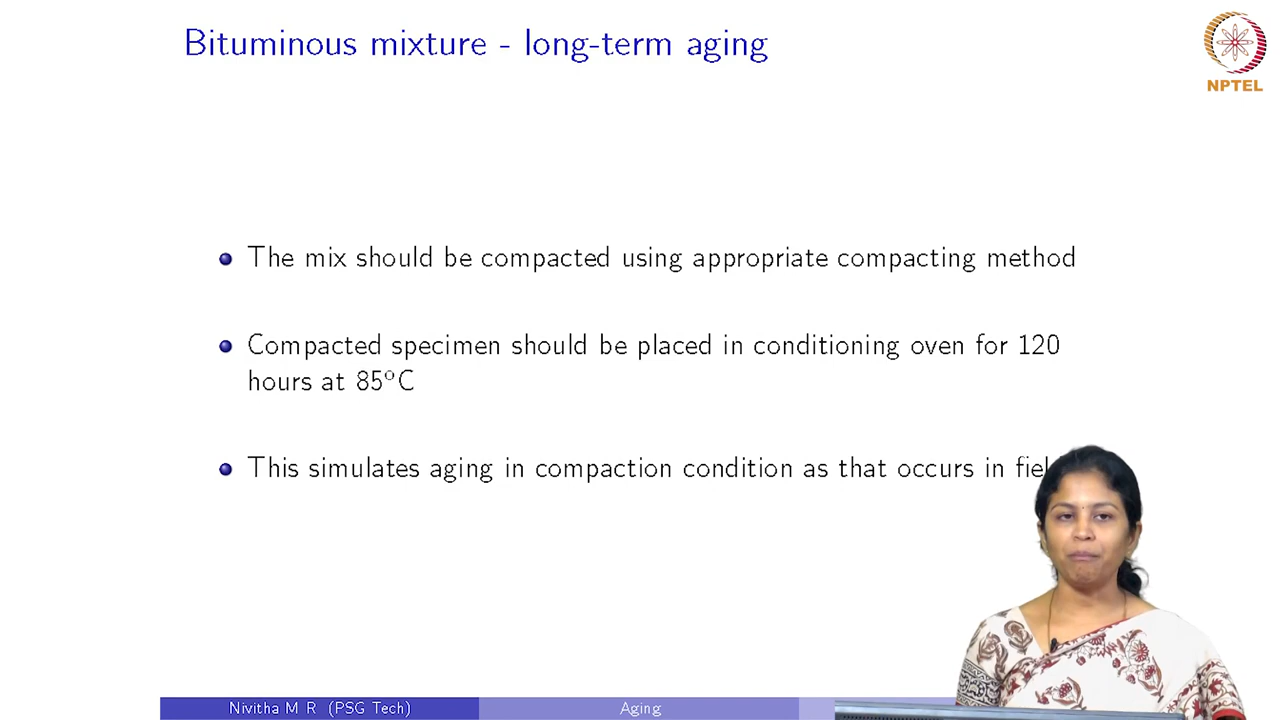 Bituminous mixture - long-term aging
NPTEL
The mix should be compacted using appropriate compacting method
Compacted specimen should be placed in conditioning oven for 120
hours at 85°C
This simulates aging in compaction condition as that occurs in
Nivitha M R (PSG Tech)
Aging